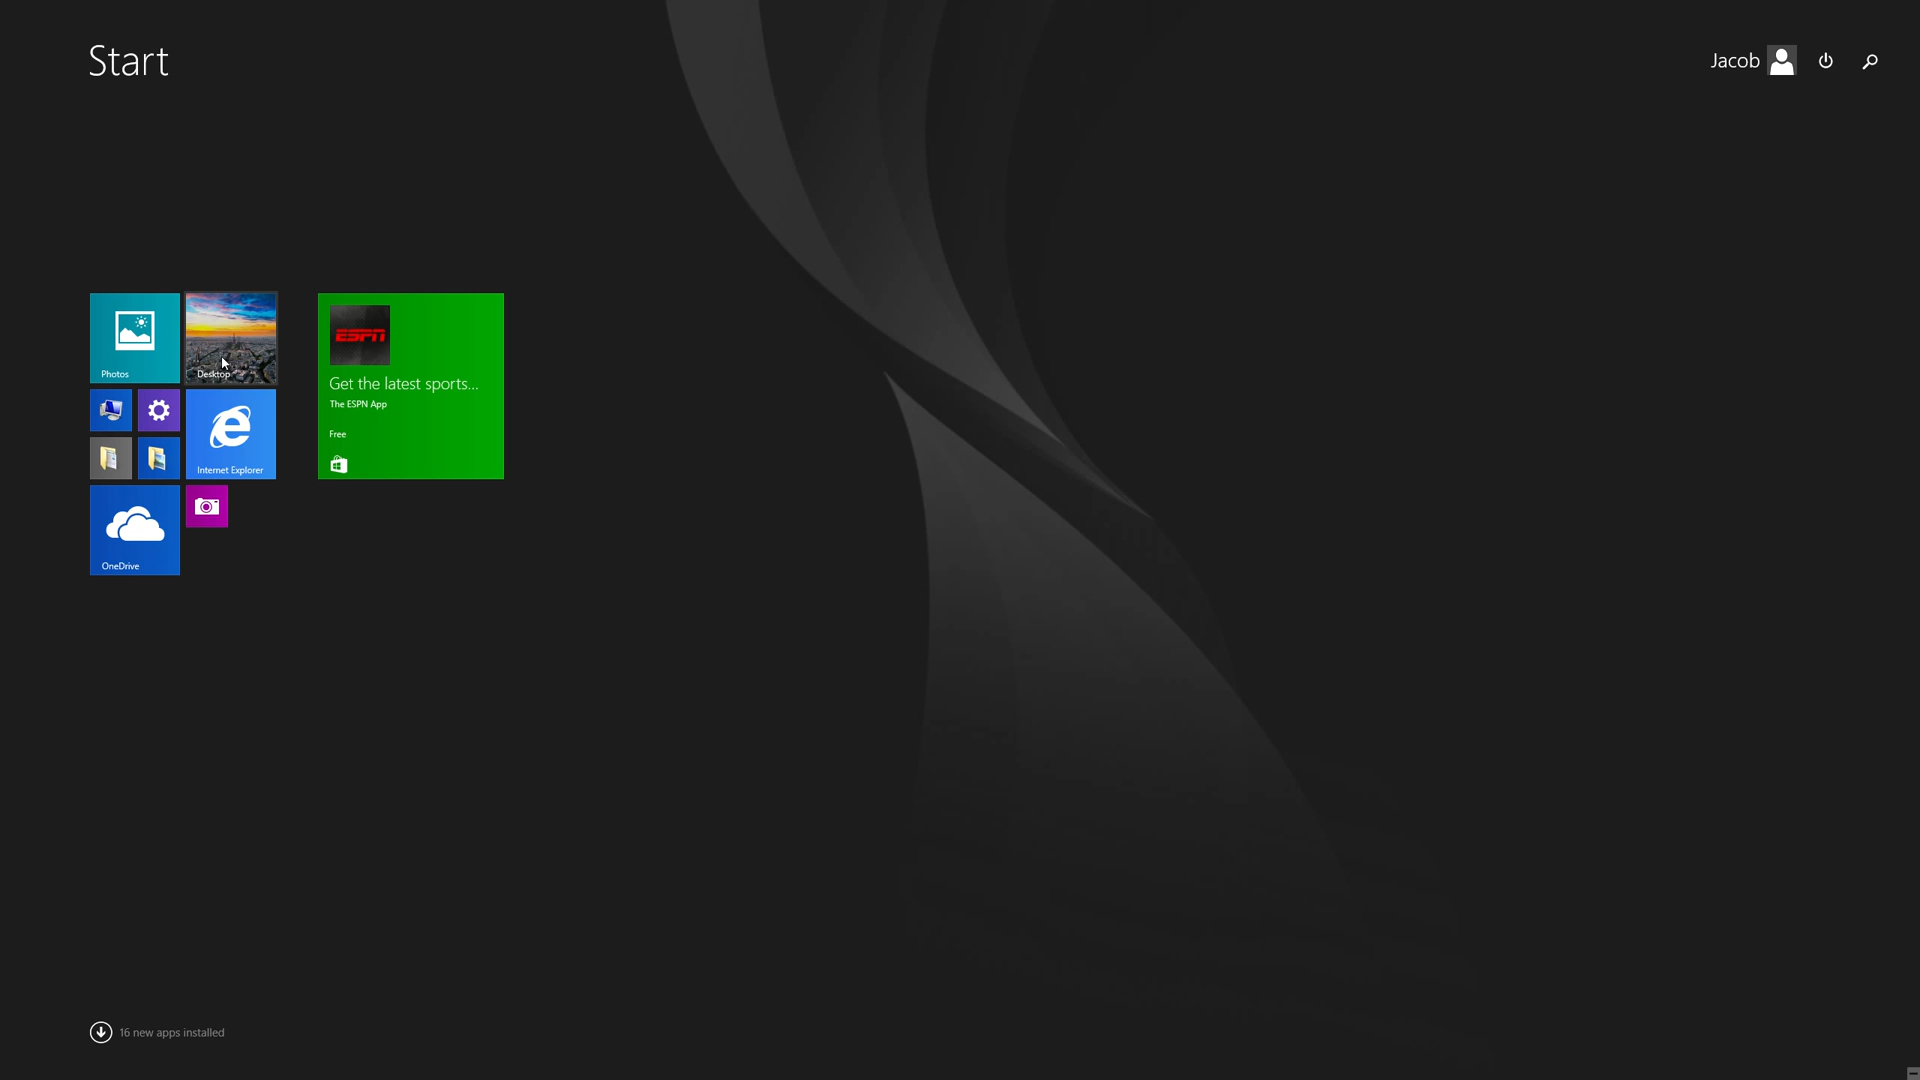 Start
Jacob
Photos
Desktop
ESPN
Get the latest sports...
The ESPN App
Free
Internet Explorer
OneDrive
16 new apps installed